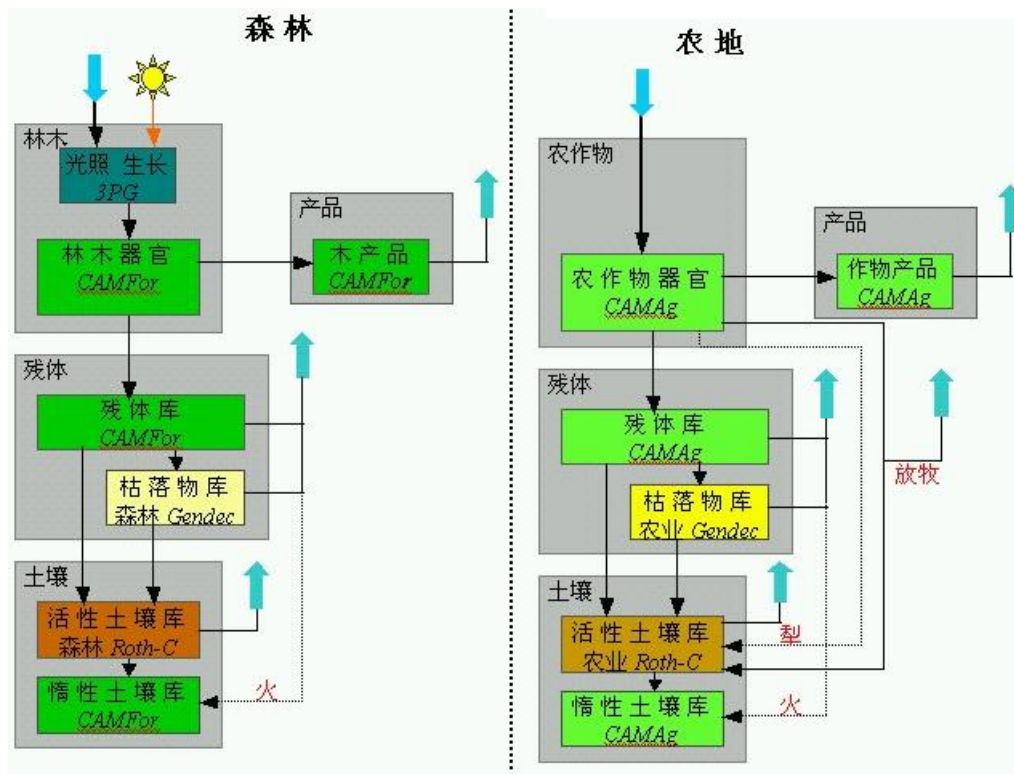 森林
林木
光照 生长
3PG
林木器官
CAMFor
产品
木产品
CAMFor
残体
残体库
CAMFor
枯落物库
森林 Gendec
土壤
活性土壤库
森林 Roth-C
惰性土壤库
CAMFor
火
农地
农作物
农作物器官
CAMAg
产品
作物产品
CAMAg
残体
残体库
CAMAg
枯落物库
农业 Gendec
放牧
土壤
活性土壤库
农业 Roth-C
犁
惰性土壤库
CAMAg
火